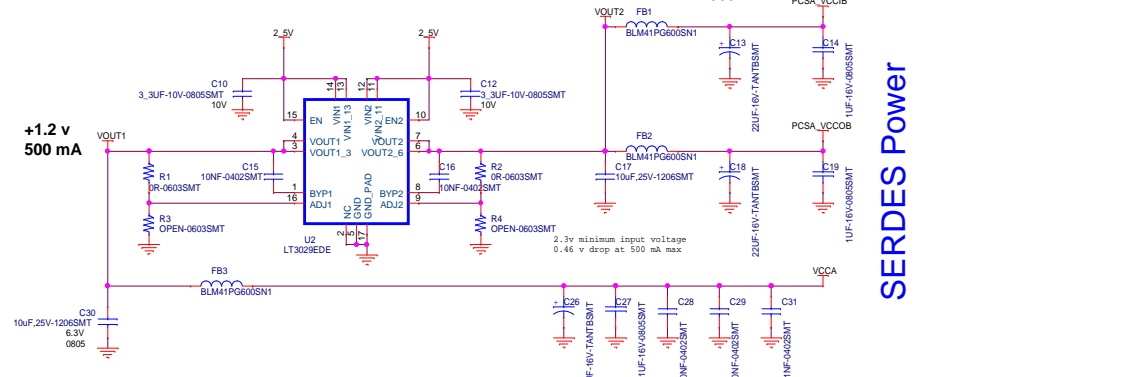 VOUT2
FB1
BLM41PG600SN1
C13
22UF-16V-TANTBSMT
C14
1UF-16V-0805SMT
2_5V
2_5V
C10
3_3UF-10V-0805SMT
10V
C12
3_3UF-10V-0805SMT
10V
14
13
12
11
VIN1
VIN1_13
VIN2
VIN2_11
15
EN
EN2
10
4
VOUT1
VOUT2
7
3
VOUT1_3
VOUT2_6
6
1
BYP1
BYP2
8
16
ADJ1
ADJ2
9
NC
GND
GND_PAD
2
5
17
U2
LT3029EDE
+1.2 v
500 mA
VOUT1
R1
0R-0603SMT
R3
OPEN-0603SMT
C15
10NF-0402SMT
C16
10NF-0402SMT
R2
0R-0603SMT
R4
OPEN-0603SMT
FB2
BLM41PG600SN1
PCSA_VCCOB
C17
10uF,25V-1206SMT
C18
22UF-16V-TANTBSMT
C19
1UF-16V-0805SMT
2.3v minimum input voltage
0.46 v drop at 500 mA max
SERDES Power
FB3
BLM41PG600SN1
VCCA
C30
10uF,25V-1206SMT
6.3V
0805
C26
C27
1UF-16V-0805SMT
C28
C29
C31